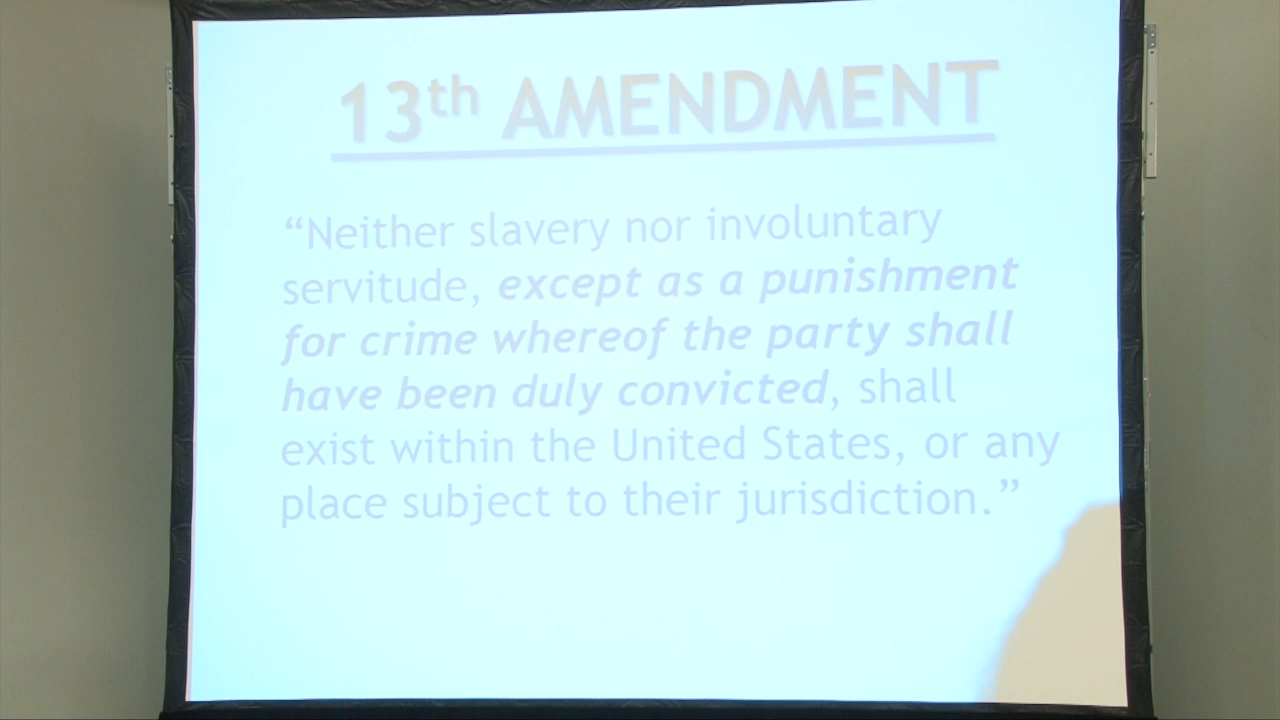 13th AMENDMENT
“Neither slavery nor involuntary
servitude, except as a punishment
for crime whereof the party shall
have been duly convicted, shall
exist within the United States, or any
place subject to their jurisdiction.”